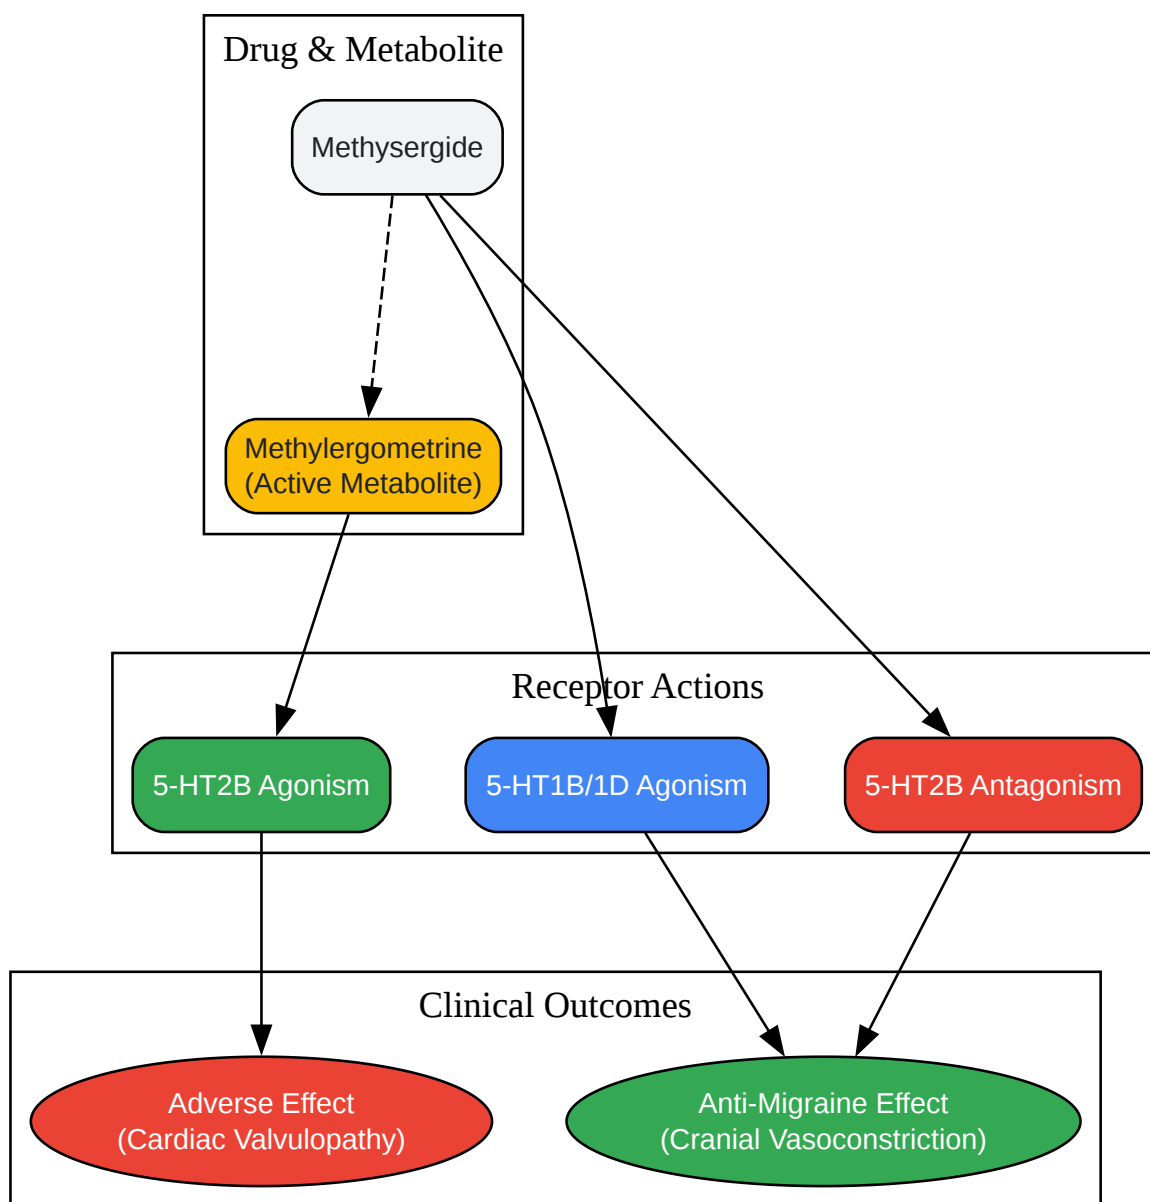 Drug & Metabolite
Methysergide
Methylergometrine
(Active Metabolite)
Receptor Actions
5-HT2B Agonism
5-HT1B/1D Agonism
5-HT2B Antagonism
Clinical Outcomes
Adverse Effect
(Cardiac Valvulopathy)
Anti-Migraine Effect
(Cranial Vasoconstriction)